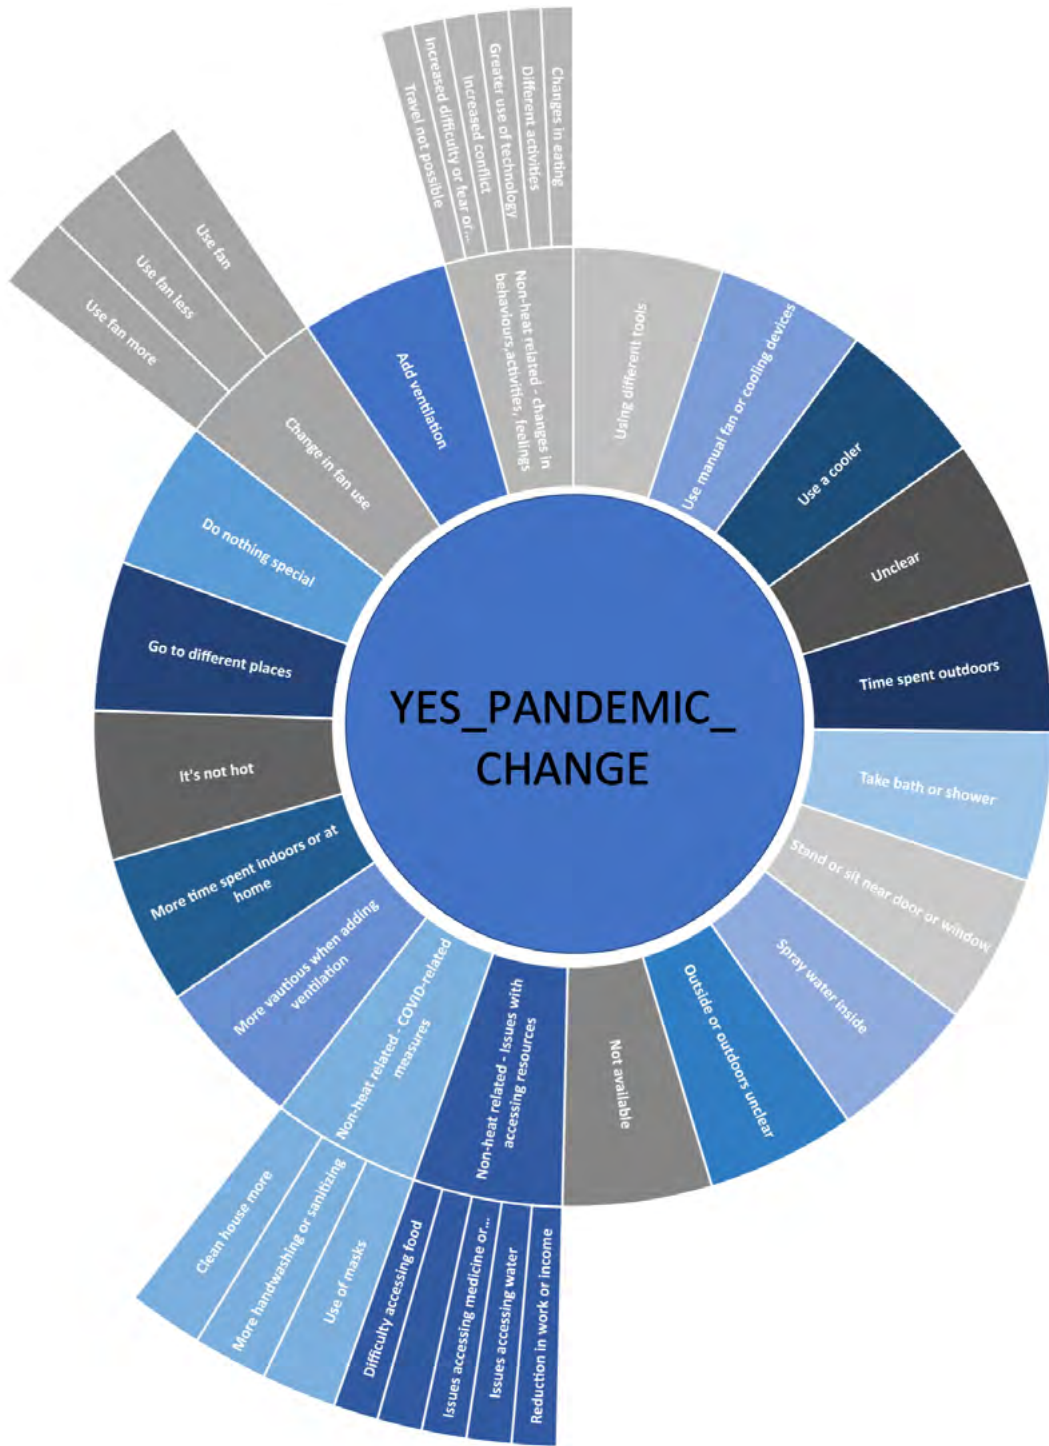 YES_PANDEMIC_
CHANGE
Changes in eating
Different activities
Greater use of technology
Increased conflict
Increased difficulty or fear of...
Travel not possible
Non-heat related - changes in
behaviours,activities, feelings
Using different tools
Use manual fan or cooling devices
Use a cooler
Unclear
Time spent outdoors
Take bath or shower
Stand or sit near door or window
Spray water inside
Outside or outdoors unclear
Not available
Non-heat related - Issues with
accessing resources
Reduction in work or income
Issues accessing water
Issues accessing medicine or...
Difficulty accessing food
Non-heat related - COVID-related
measures
Use of masks
More handwashing or sanitizing
Clean house more
More vautious when adding
ventilation
More time spent indoors or at
home
It's not hot
Go to different places
Do nothing special
Change in fan use
Use fan more
Use fan less
Use fan
Add ventilation